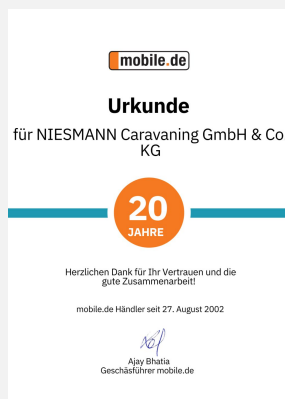 mobile.de
Urkunde
für NIESMANN Caravaning GmbH & Co
KG
20
JAHRE
Herzlichen Dank für Ihr Vertrauen und die
gute Zusammenarbeit!
mobile.de Händler seit 27. August 2002
Ajay Bhatia
Geschäsführer mobile.de